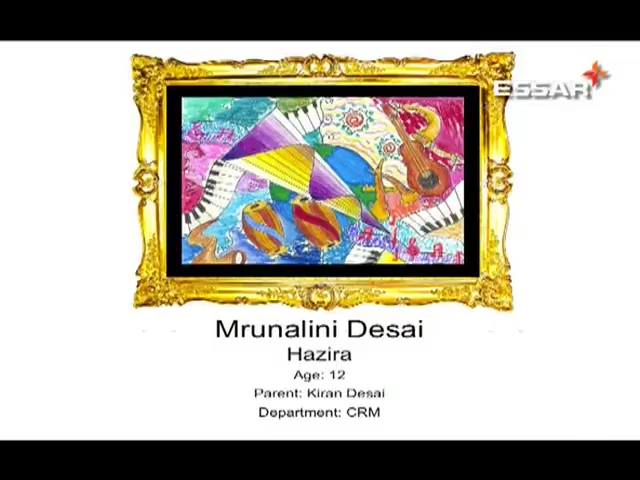 ESSAR
Mrunalini Desai
Hazira
Age: 12
Parent: Kiran Desai
Department: CRM